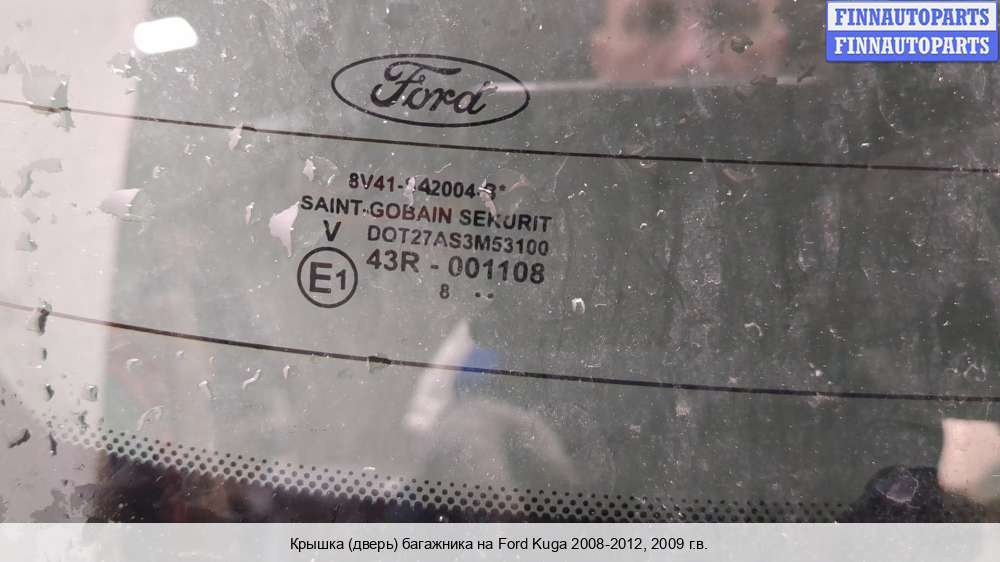 FINNAUTOPARTS
FINNAUTOPARTS
Ford
SAINT-GOBAIN SEKURIT
V DOT27AS3M53100
E1 43R - 001108
8 ••
Крышка (дверь) багажника на Ford Kuga 2008-2012, 2009 г.в.